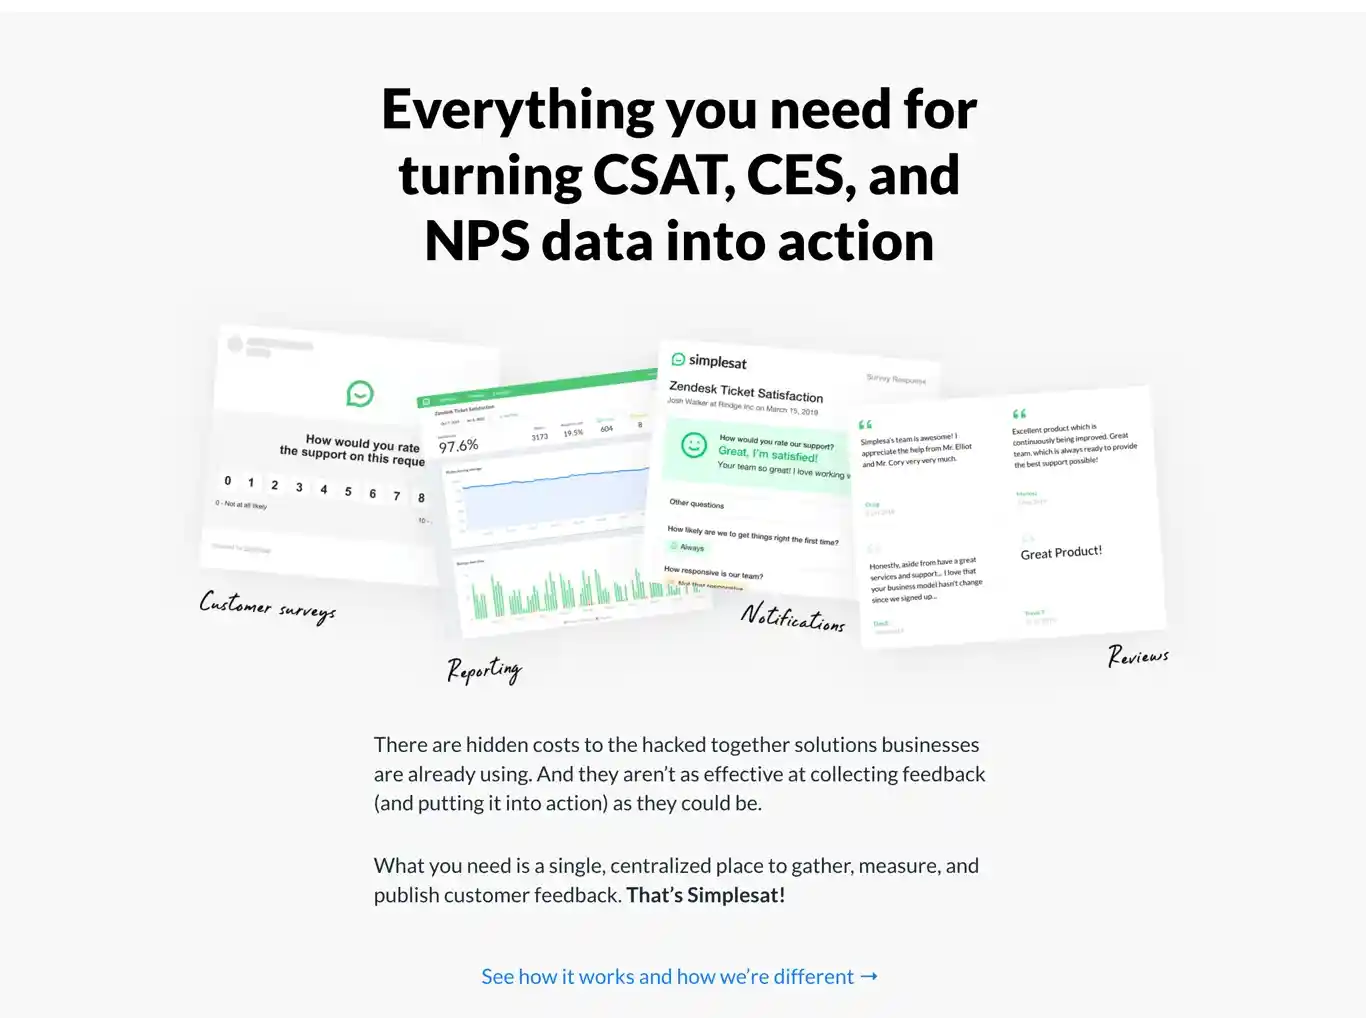 Everything you need for
turning CSAT, CES, and
NPS data into action
How would you rate
the support on this reque
0 1 2 3 4 5 6 7 8
0 - Not at all likely
10 -
Customer surveys
Zendesk Ticket Satisfaction
97.6%
3173
19.5%
604
8
Reporting
simplesat
Survey Response
Zendesk Ticket Satisfaction
Josh Walker at Rindge Inc on March 15, 2018
How would you rate our support?
Great, I'm satisfied!
Your team so great! I love working
Other questions
How likely are we to get things right the first time?
Always
How responsive is our team?
Not that responsive
Notifications
Simplesa's team is awesome! I
appreciate the help from Mr. Elliot
and Mr. Cory very very much.
Excellent product which is
continuously being improved. Great
team, which is always ready to provide
the best support possible!
Honestly, aside from have a great
services and support... I love that
your business model hasn't change
since we signed up...
Great Product!
Reviews
There are hidden costs to the hacked together solutions businesses
are already using. And they aren't as effective at collecting feedback
(and putting it into action) as they could be.
What you need is a single, centralized place to gather, measure, and
publish customer feedback. That's Simplesat!
See how it works and how we're different →